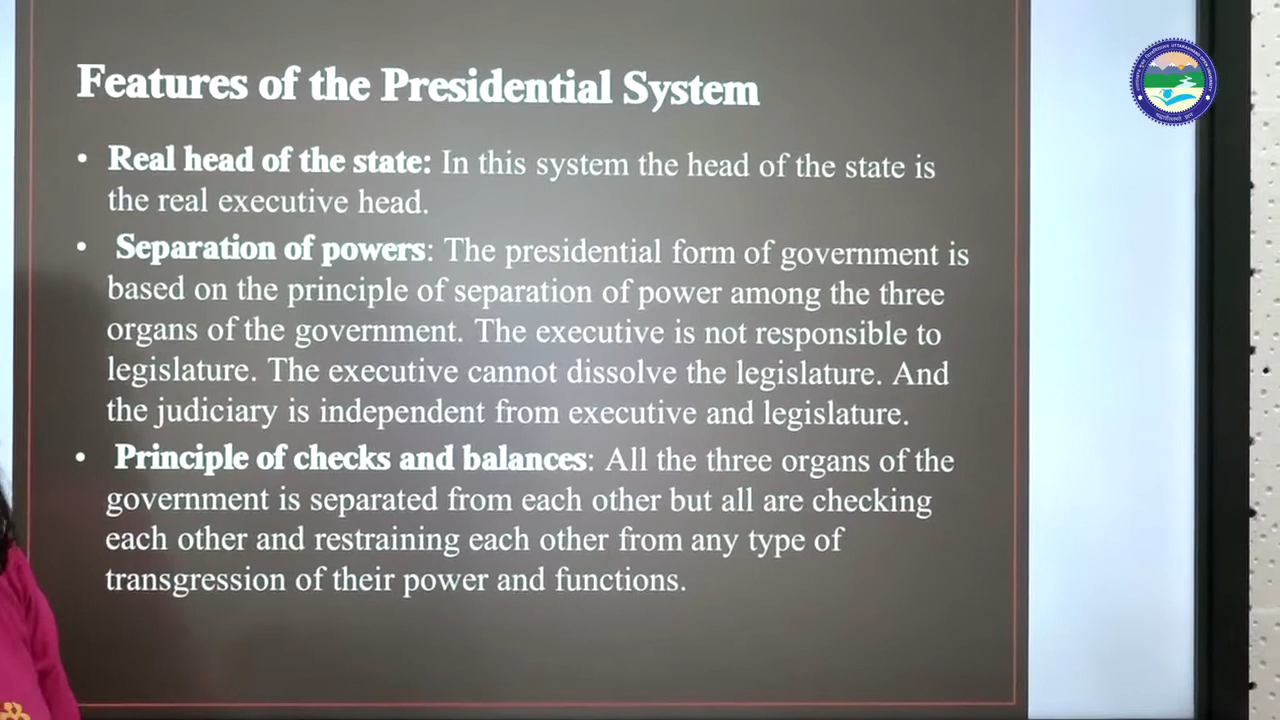 Features of the Presidential System
• Real head of the state: In this system the head of the state is
the real executive head.
• Separation of powers: The presidential form of government is
based on the principle of separation of power among the three
organs of the government. The executive is not responsible to
legislature. The executive cannot dissolve the legislature. And
the judiciary is independent from executive and legislature.
• Principle of checks and balances: All the three organs of the
government is separated from each other but all are checking
each other and restraining each other from any type of
transgression of their power and functions.